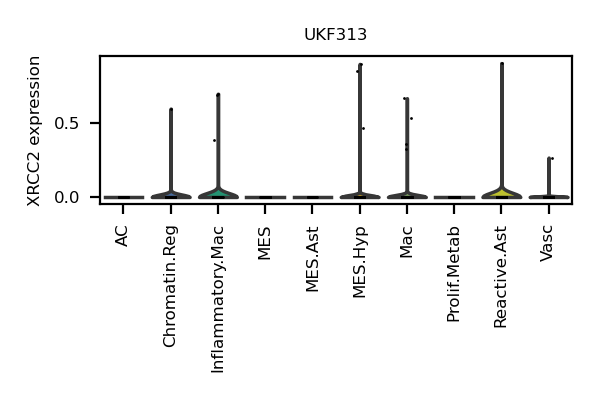 UKF313
XRCC2 expression
0.5
0.0
AC
Chromatin.Reg
Inflammatory.Mac
MES
MES.Ast
MES.Hyp
Mac
Prolif.Metab
Reactive.Ast
Vasc